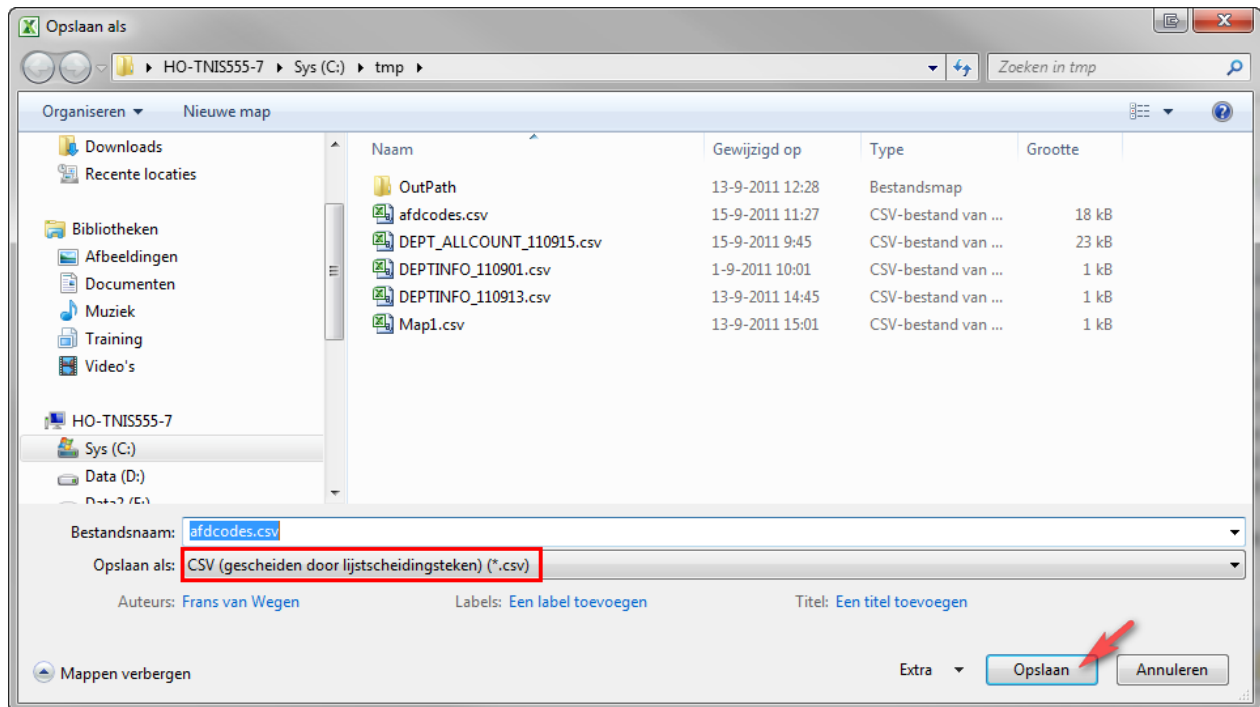 Opslaan als
HO-TNIS555-7 Sys (C:) tmp
Zoeken in tmp
Organiseren Nieuwe map
Downloads
Recente locaties
Bibliotheken
Afbeeldingen
Documenten
Muziek
Training
Video's
HO-TNIS555-7
Sys (C:)
Data (D:)
Data2 (E:)
Naam Gewijzigd op Type Grootte
OutPath 13-9-2011 12:28 Bestandsmap
afdcodes.csv 15-9-2011 11:27 CSV-bestand van ... 18 kB
DEPT_ALLCOUNT_110915.csv 15-9-2011 9:45 CSV-bestand van ... 23 kB
DEPTINFO_110901.csv 1-9-2011 10:01 CSV-bestand van ... 1 kB
DEPTINFO_110913.csv 13-9-2011 14:45 CSV-bestand van ... 1 kB
Map1.csv 13-9-2011 15:01 CSV-bestand van ... 1 kB
Bestandsnaam: afdcodes.csv
Opslaan als: CSV (gescheiden door lijstscheidingsteken) (*.csv)
Auteurs: Frans van Wegen Labels: Een label toevoegen Titel: Een titel toevoegen
Mappen verbergen Extra Opslaan Annuleren